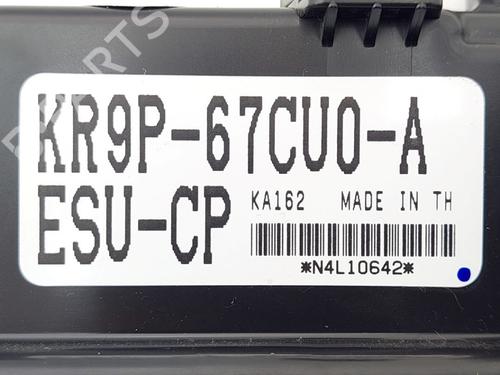 KR9P-67CU0-A
ESU-CP
KA162 MADE IN TH
*N4L10642*